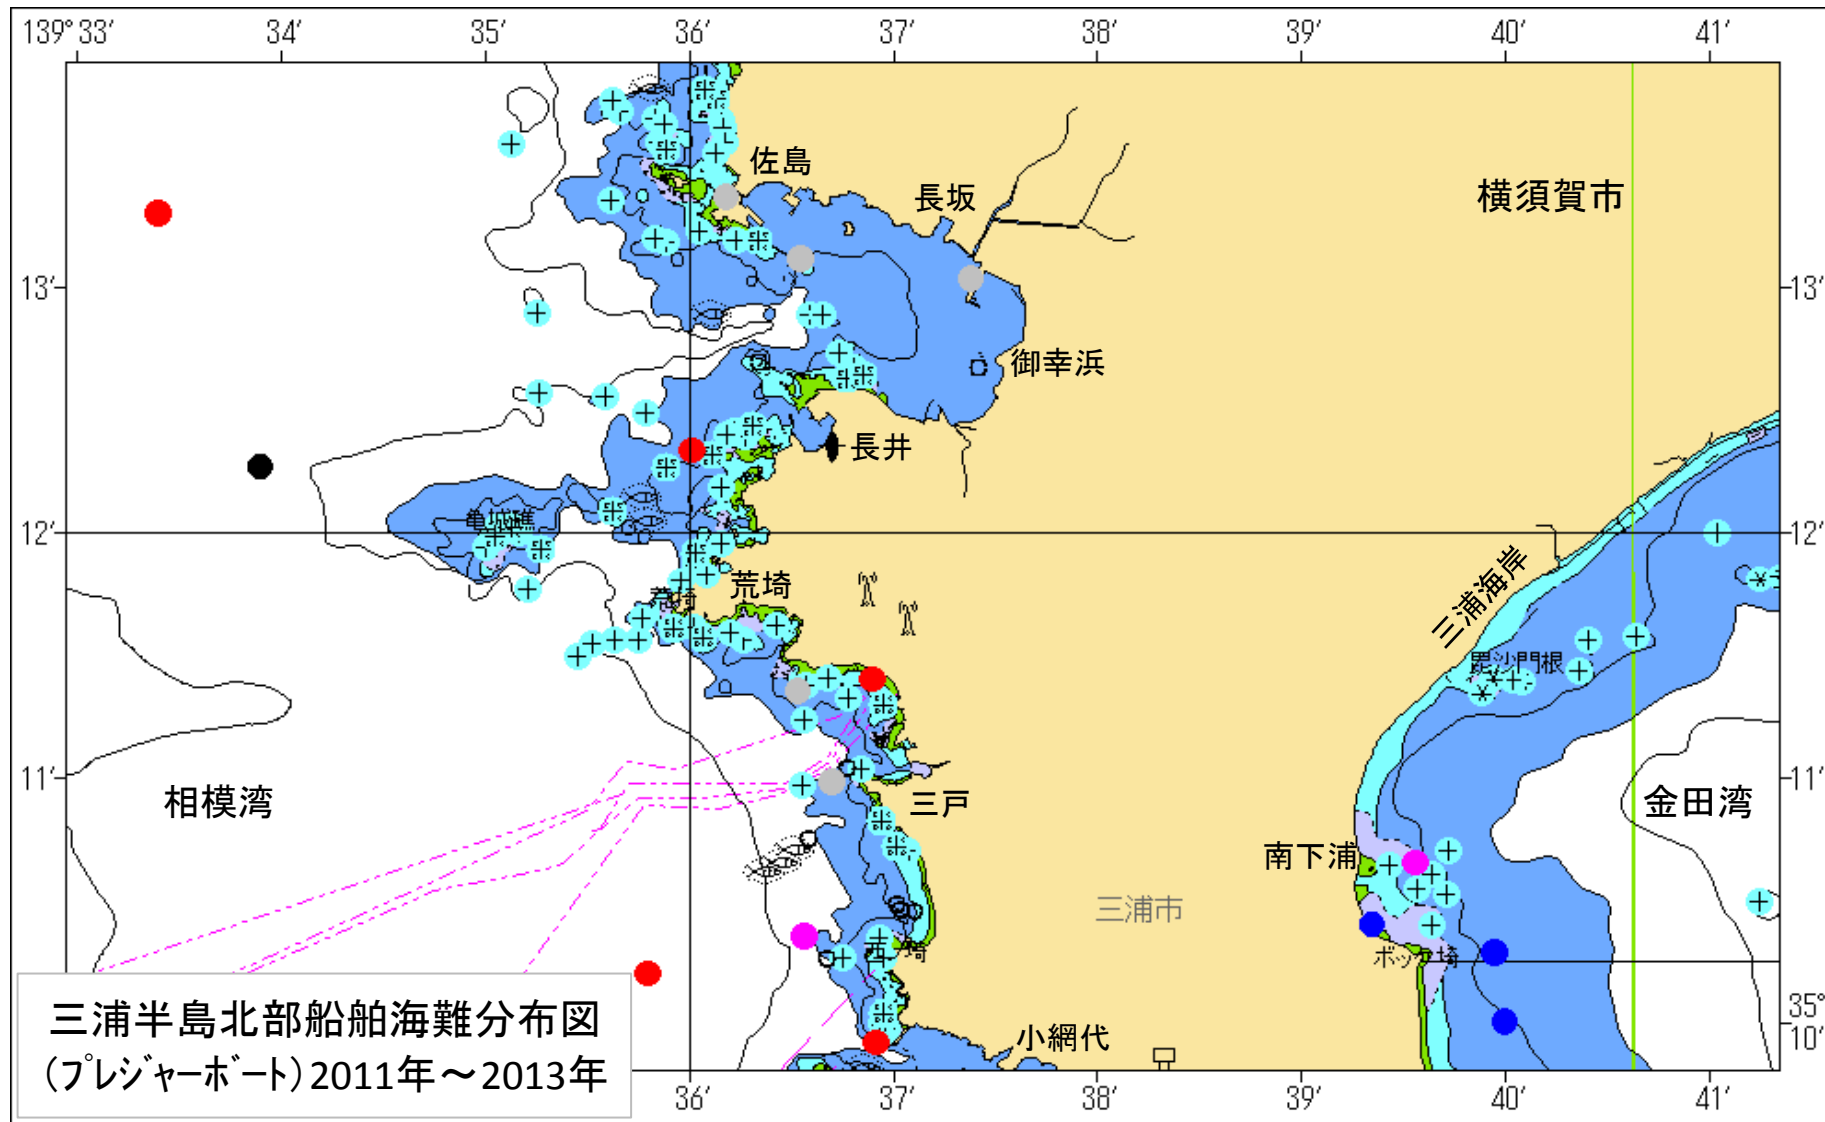 139°33′ 34′ 35′ 36′ 37′ 38′ 39′ 40′ 41′
佐島
長坂
横須賀市
13′ 13′
御幸浜
長井
亀城礁
12′ 12′
荒埼
三浦海岸
毘沙門根
11′ 11′
相模湾
三戸
金田湾
南下浦
三浦市
35°
10′
小網代
三浦半島北部船舶海難分布図
(プレジャーボート)2011年～2013年
36′ 37′ 38′ 39′ 40′ 41′